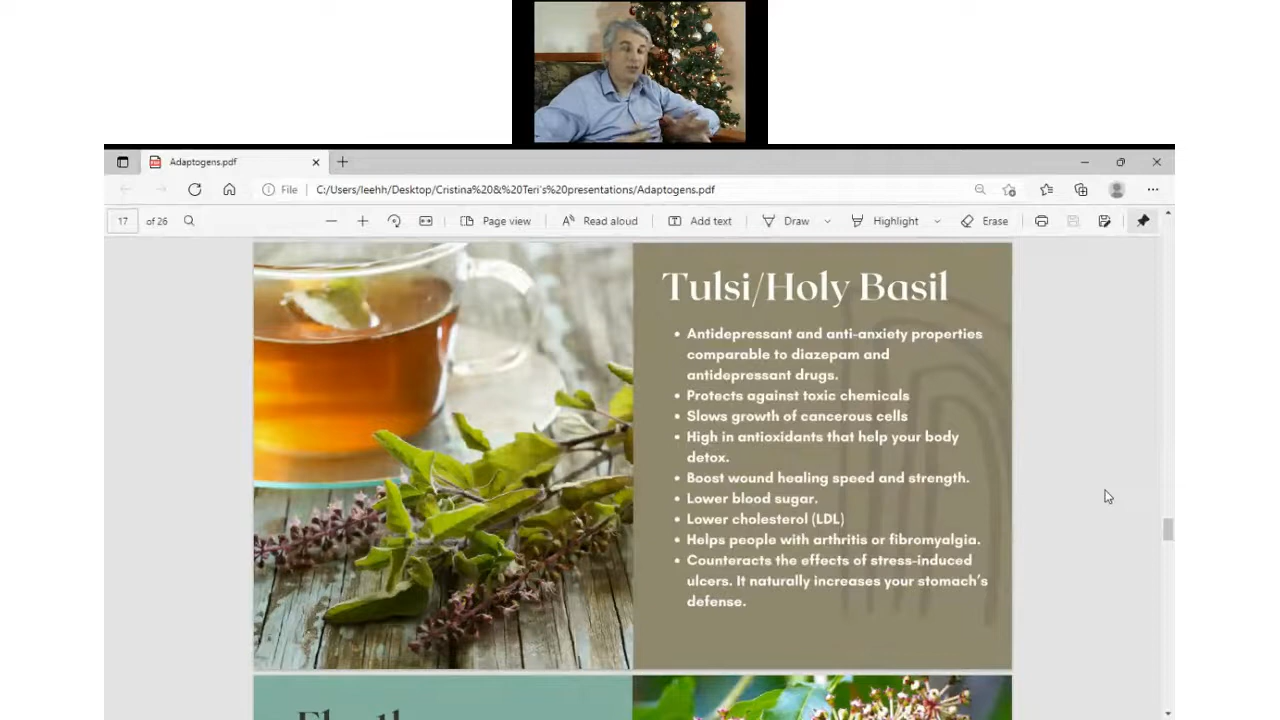 Adaptogens.pdf
File
C:/Users/leehh/Desktop/Cristina%20&%20Teri's%20presentations/Adaptogens.pdf
17 of 26
Page view
Read aloud
Add text
Draw
Highlight
Erase
Tulsi/Holy Basil
• Antidepressant and anti-anxiety properties
comparable to diazepam and
antidepressant drugs.
• Protects against toxic chemicals
• Slows growth of cancerous cells
• High in antioxidants that help your body
detox.
• Boost wound healing speed and strength.
• Lower blood sugar.
• Lower cholesterol (LDL)
• Helps people with arthritis or fibromyalgia.
• Counteracts the effects of stress-induced
ulcers. It naturally increases your stomach's
defense.